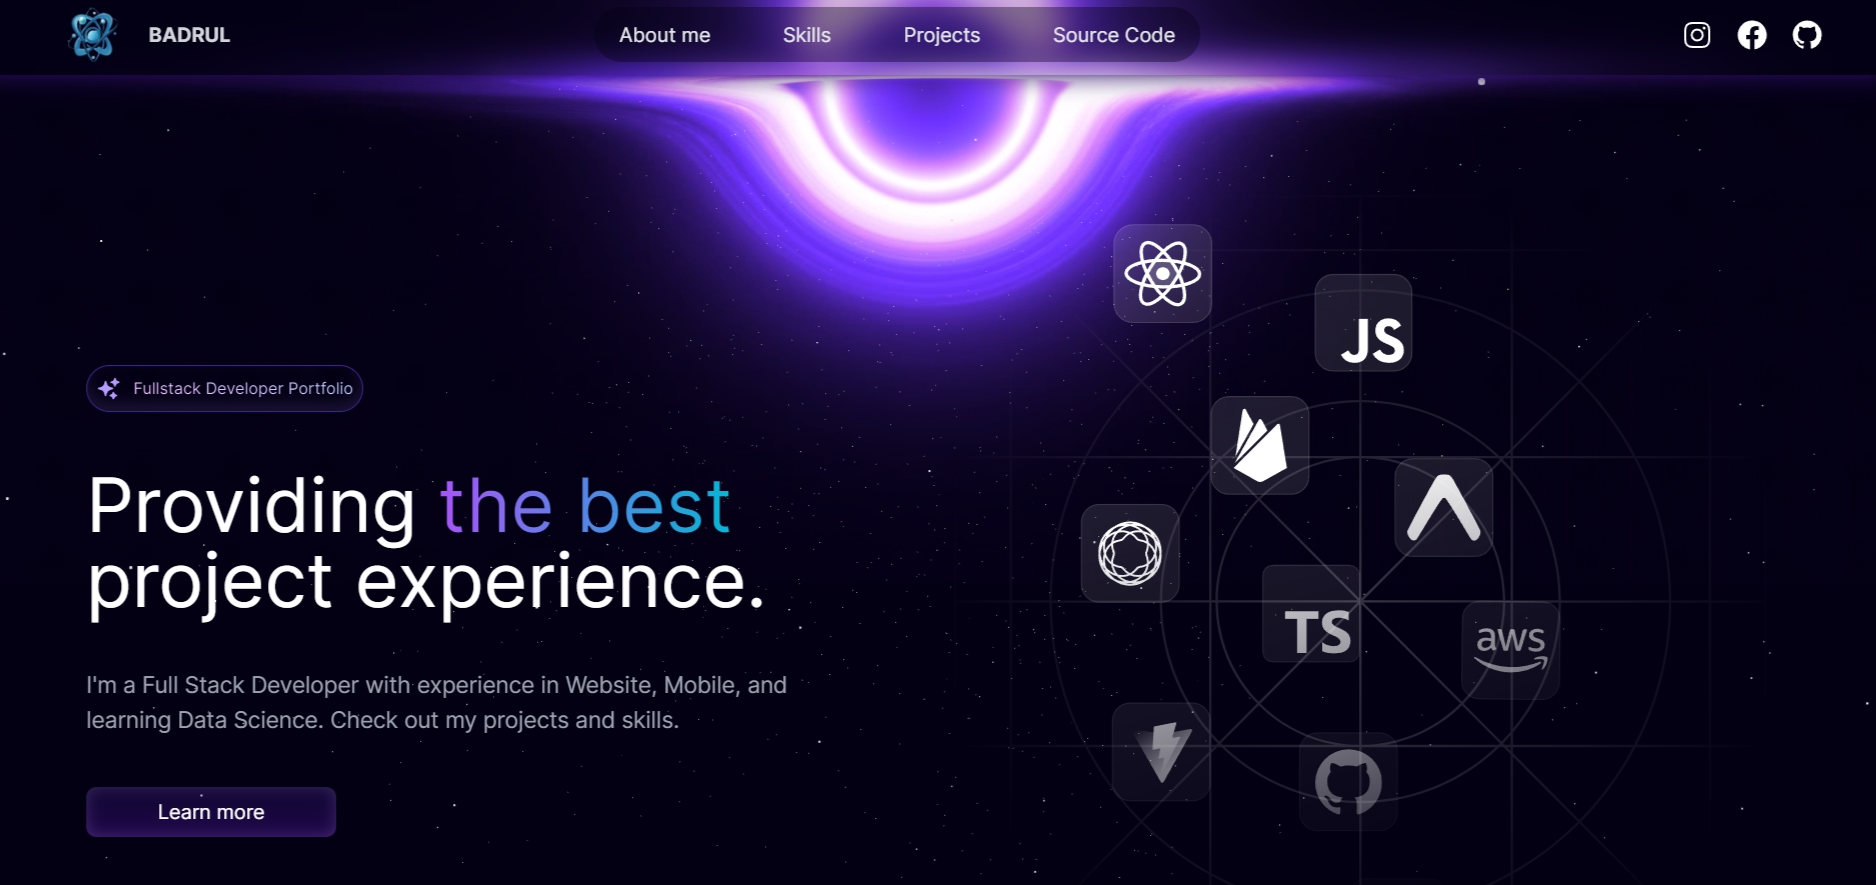 BADRUL
About me
Skills
Projects
Source Code
Fullstack Developer Portfolio
Providing the best
project experience.
I'm a Full Stack Developer with experience in Website, Mobile, and
learning Data Science. Check out my projects and skills.
Learn more
JS
TS
aws